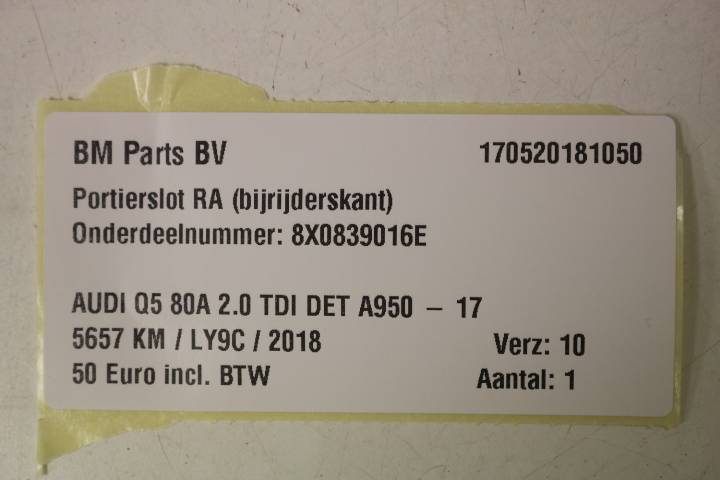 BM Parts BV 170520181050
Portierslot RA (bijrijderskant)
Onderdeelnummer: 8X0839016E
AUDI Q5 80A 2.0 TDI DET A950 – 17
5657 KM / LY9C / 2018 Verz: 10
50 Euro incl. BTW Aantal: 1